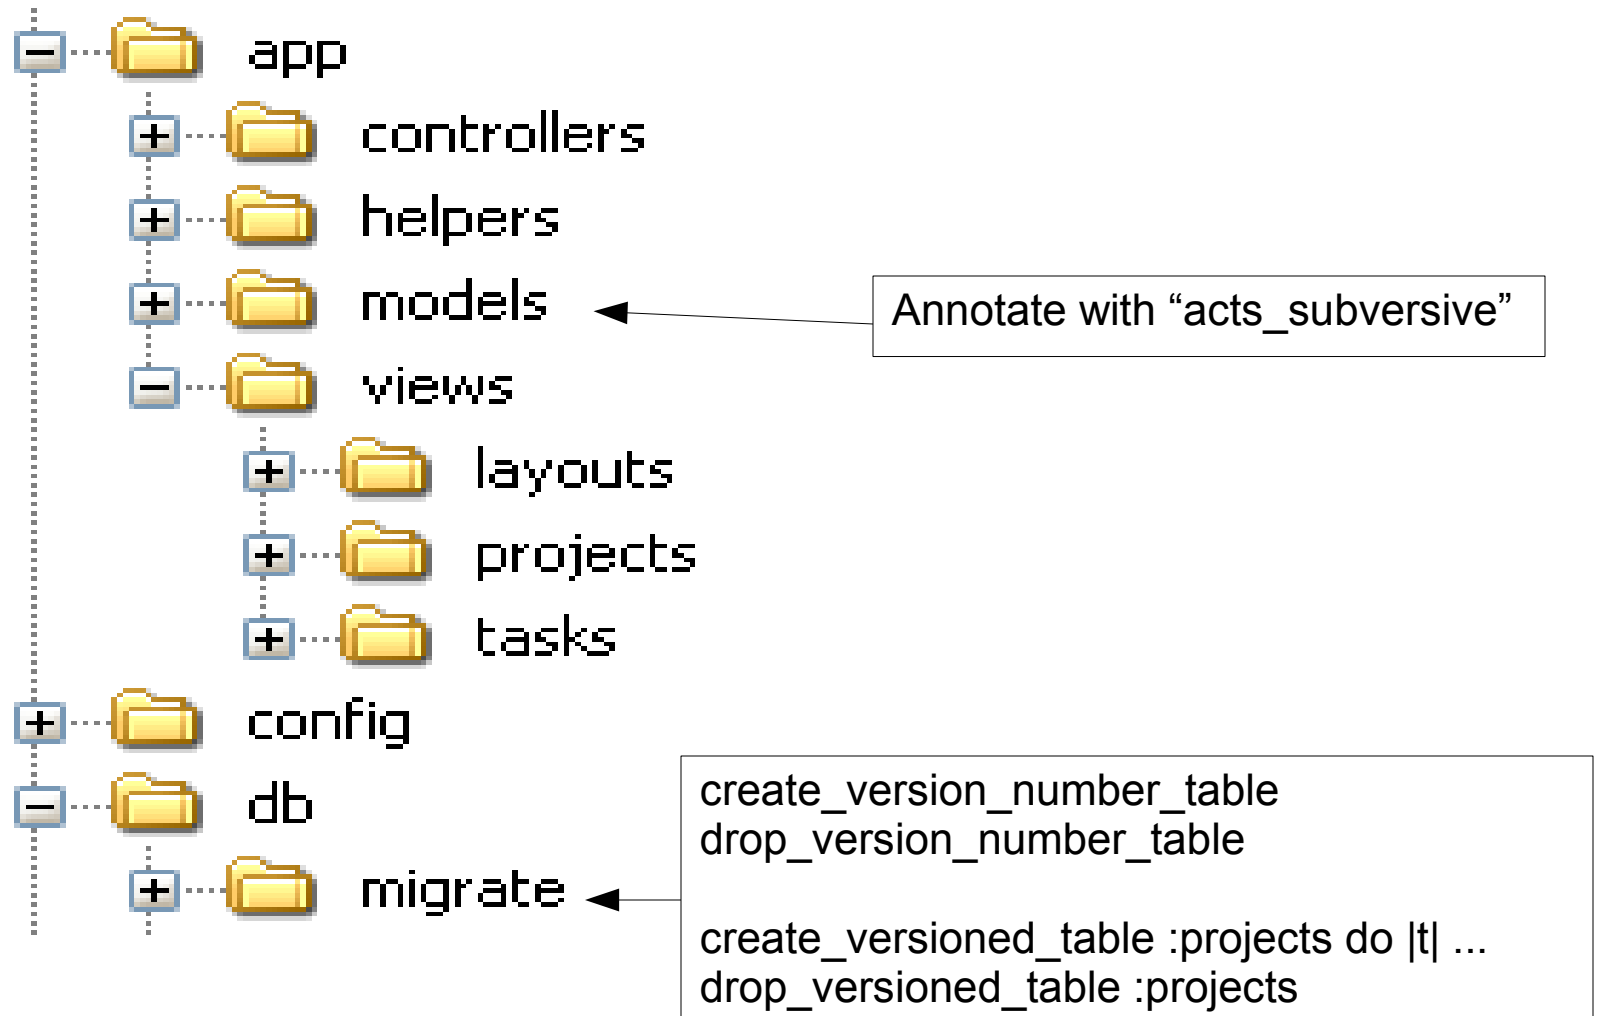 app
controllers
helpers
models
Annotate with “acts_subversive”
views
layouts
projects
tasks
config
db
migrate
create_version_number_table
drop_version_number_table
create_versioned_table :projects do |t| ...
drop_versioned_table :projects